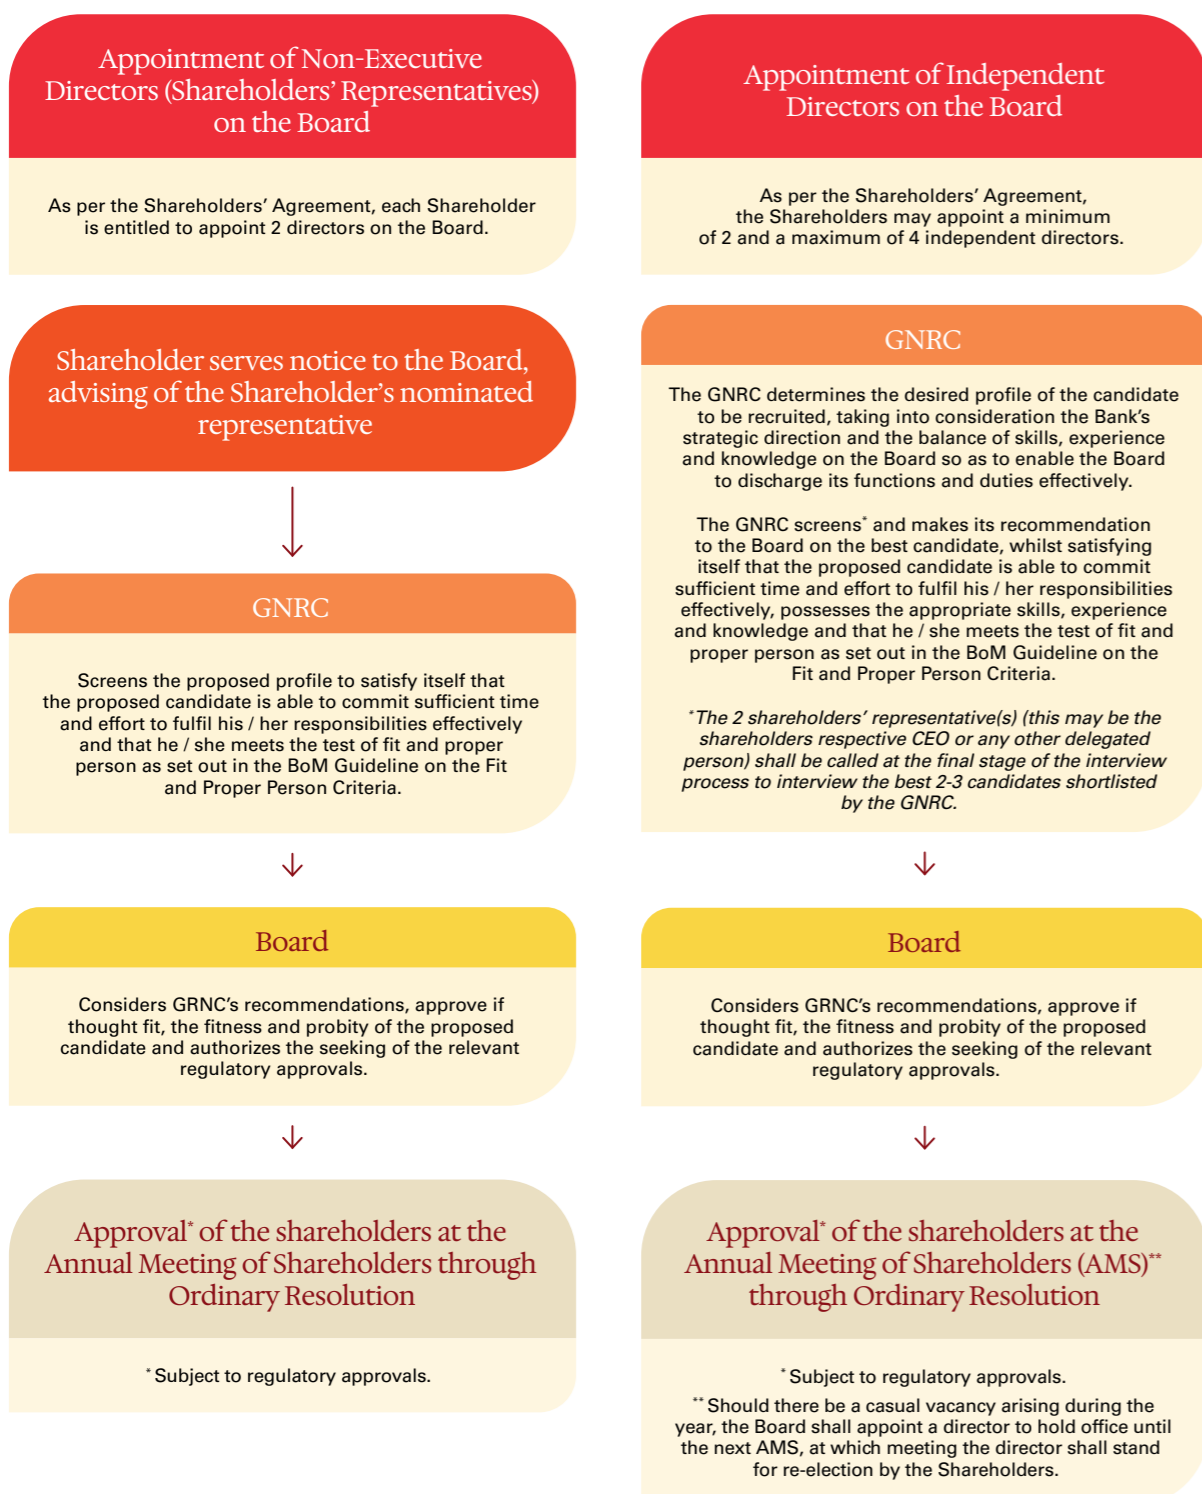 Appointment of Non-Executive
Directors (Shareholders’ Representatives)
on the Board
As per the Shareholders’ Agreement, each Shareholder
is entitled to appoint 2 directors on the Board.
Shareholder serves notice to the Board,
advising of the Shareholder’s nominated
representative
GNRC
Screens the proposed profile to satisfy itself that
the proposed candidate is able to commit sufficient time
and effort to fulfil his / her responsibilities effectively
and that he / she meets the test of fit and proper
person as set out in the BoM Guideline on the Fit
and Proper Person Criteria.
Board
Considers GRNC’s recommendations, approve if
thought fit, the fitness and probity of the proposed
candidate and authorizes the seeking of the relevant
regulatory approvals.
Approval* of the shareholders at the
Annual Meeting of Shareholders through
Ordinary Resolution
* Subject to regulatory approvals.
Appointment of Independent
Directors on the Board
As per the Shareholders’ Agreement,
the Shareholders may appoint a minimum
of 2 and a maximum of 4 independent directors.
GNRC
The GNRC determines the desired profile of the candidate
to be recruited, taking into consideration the Bank’s
strategic direction and the balance of skills, experience
and knowledge on the Board so as to enable the Board
to discharge its functions and duties effectively.
The GNRC screens* and makes its recommendation
to the Board on the best candidate, whilst satisfying
itself that the proposed candidate is able to commit
sufficient time and effort to fulfil his / her responsibilities
effectively, possesses the appropriate skills, experience
and knowledge and that he / she meets the test of fit and
proper person as set out in the BoM Guideline on the
Fit and Proper Person Criteria.
*The 2 shareholders’ representative(s) (this may be the
shareholders respective CEO or any other delegated
person) shall be called at the final stage of the interview
process to interview the best 2-3 candidates shortlisted
by the GNRC.
Board
Considers GRNC’s recommendations, approve if
thought fit, the fitness and probity of the proposed
candidate and authorizes the seeking of the relevant
regulatory approvals.
Approval* of the shareholders at the
Annual Meeting of Shareholders (AMS)**
through Ordinary Resolution
* Subject to regulatory approvals.
** Should there be a casual vacancy arising during the
year, the Board shall appoint a director to hold office until
the next AMS, at which meeting the director shall stand
for re-election by the Shareholders.